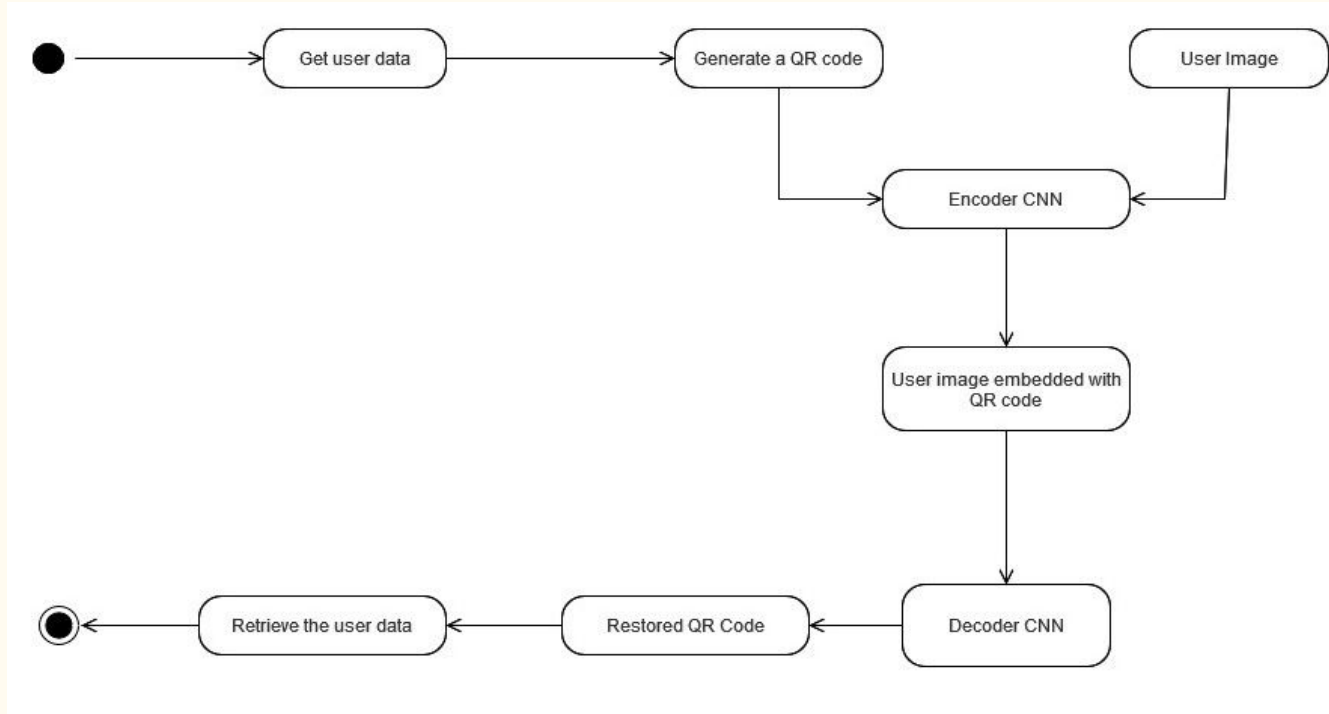 Get user data
Generate a QR code
User Image
Encoder CNN
User image embedded with
QR code
Decoder CNN
Restored QR Code
Retrieve the user data